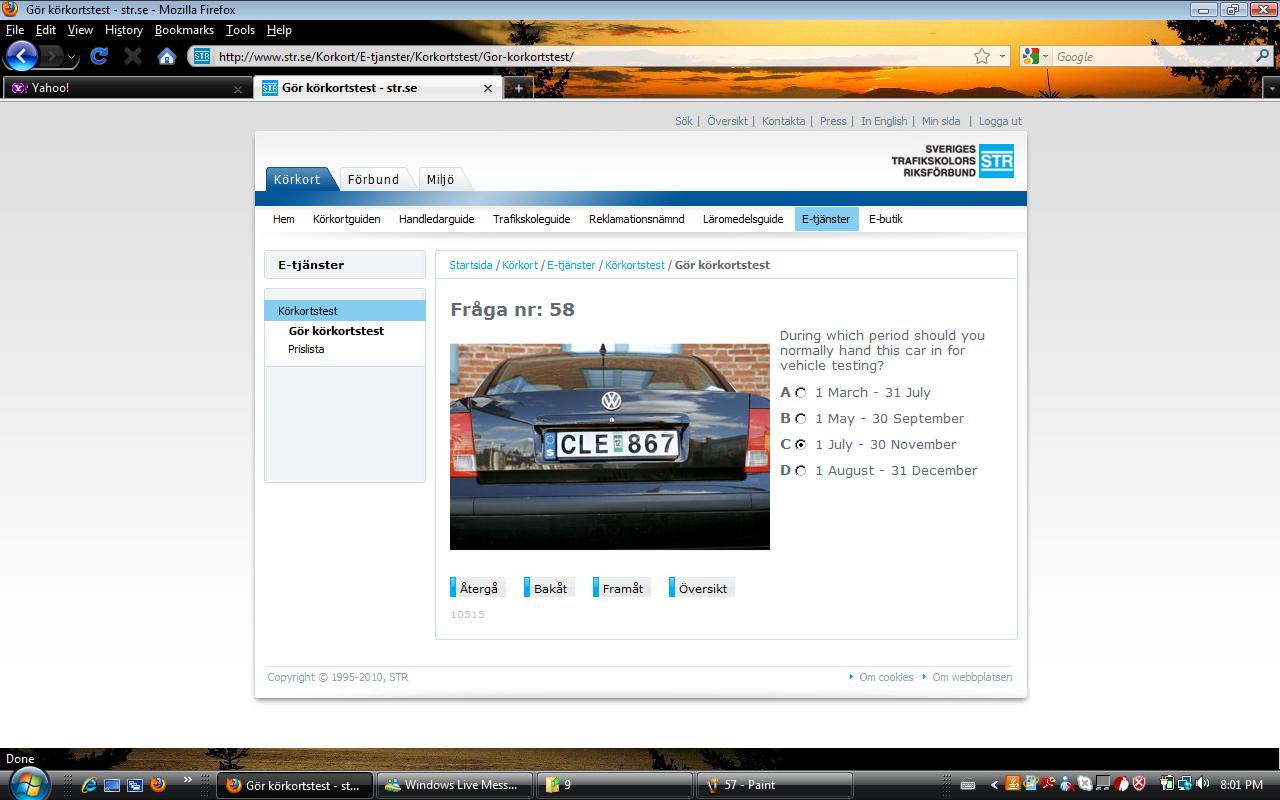 Gör körkortstest - str.se - Mozilla Firefox
File Edit View History Bookmarks Tools Help
http://www.str.se/Korkort/E-tjanster/Korkortstest/Gor-korkortstest/
Google
Yahoo!
STR Gör körkortstest - str.se
Sök | Översikt | Kontakta | Press | In English | Min sida | Logga ut
SVERIGES
TRAFIKSKOLORS STR
RIKSFÖRBUND
Körkort Förbund Miljö
Hem Körkortguiden Handledarguide Trafikskoleguide Reklamationsnämnd Läromedelsguide E-tjänster E-butik
E-tjänster
Körkortstest
Gör körkortstest
Prislista
Startsida / Körkort / E-tjänster / Körkortstest / Gör körkortstest
Fråga nr: 58
During which period should you
normally hand this car in for
vehicle testing?
A 1 March - 31 July
B 1 May - 30 September
C 1 July - 30 November
D 1 August - 31 December
VW
S CLE 12 867
Återgå Bakåt Framåt Översikt
10515
Copyright © 1995-2010, STR
Om cookies Om webbplatsen
Done
Gör körkortstest - st... Windows Live Mess... 9 57 - Paint 8:01 PM